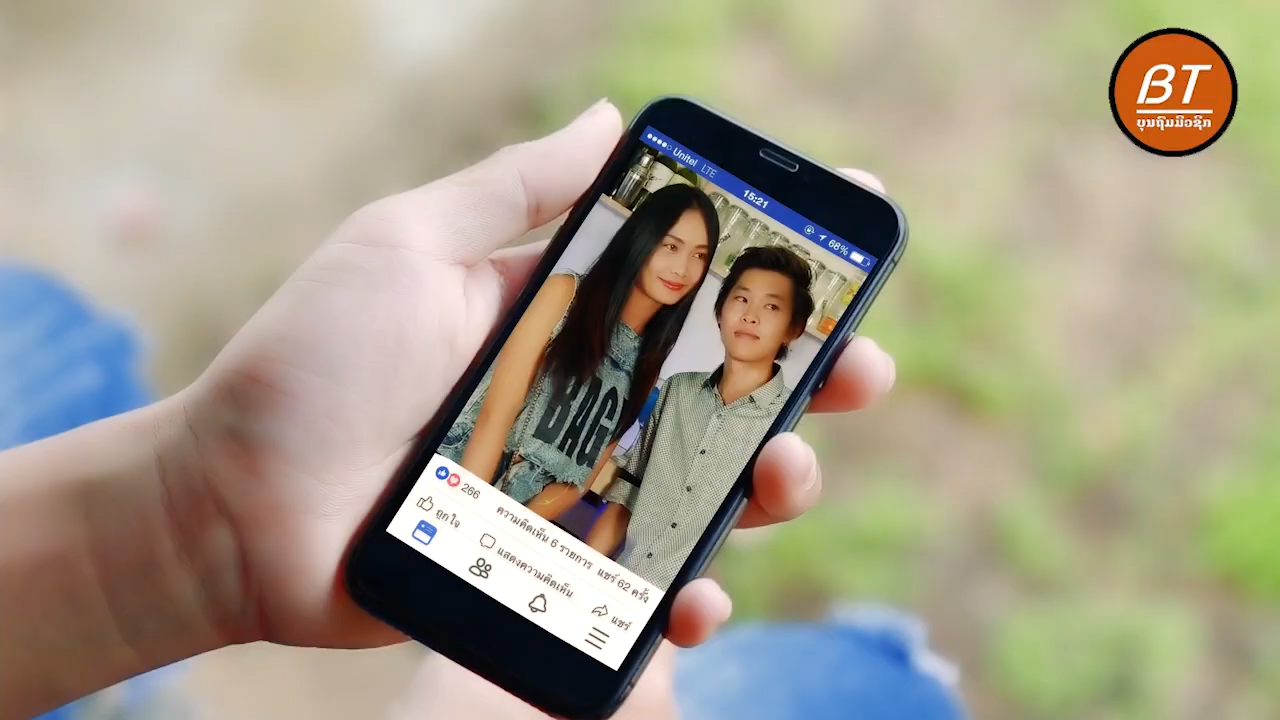 BT
ບຸນຖົມມິວຊິກ
Unitel LTE
15:21
68%
BAG
266
ความคิดเห็น 6 รายการ แชร์ 62 ครั้ง
ถูกใจ
แสดงความคิดเห็น
แชร์